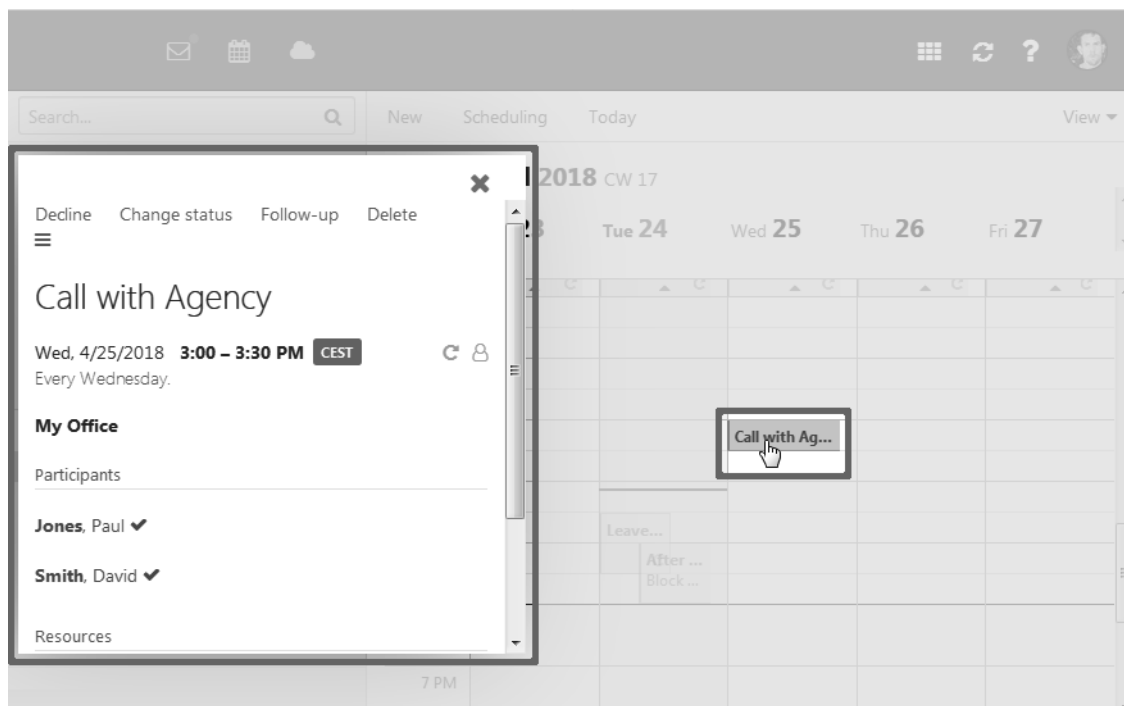 Search...
New Scheduling Today View
2018 CW 17
Tue 24 Wed 25 Thu 26 Fri 27
Decline Change status Follow-up Delete
Call with Agency
Wed, 4/25/2018 3:00 – 3:30 PM CEST
Every Wednesday.
My Office
Participants
Jones, Paul
Smith, David
Resources
Call with Ag...
Leave...
After ...
Block ...
7 PM